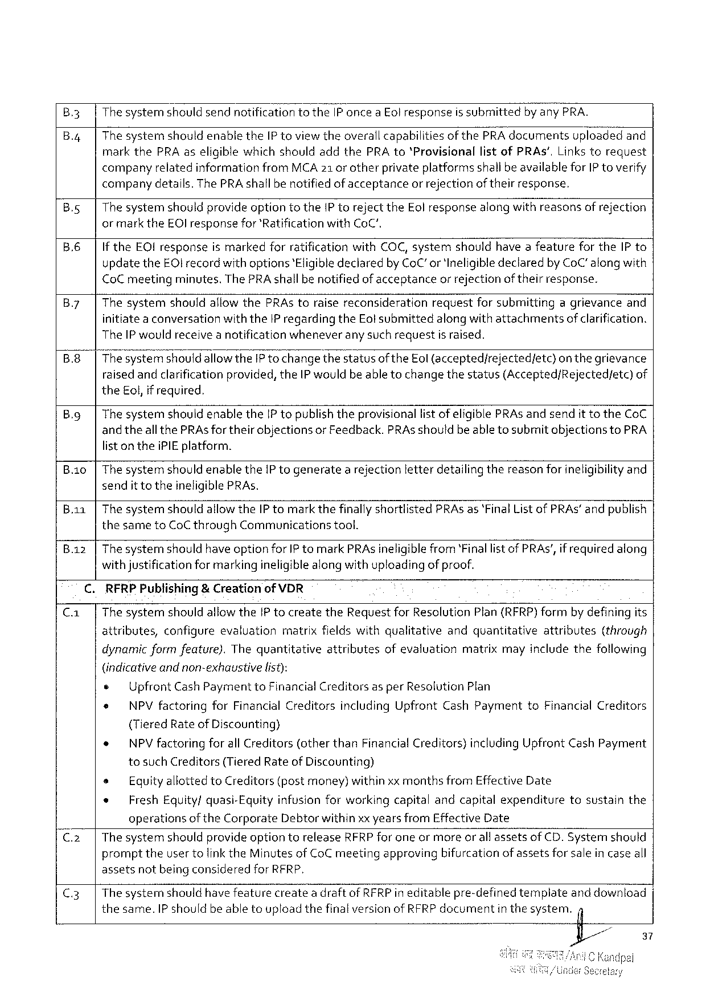 B.3 The system should send notification to the IP once a EoI response is submitted by any PRA.
B.4 The system should enable the IP to view the overall capabilities of the PRA documents uploaded and
mark the PRA as eligible which should add the PRA to 'Provisional list of PRAs'. Links to request
company related information from MCA 21 or other private platforms shall be available for IP to verify
company details. The PRA shall be notified of acceptance or rejection of their response.
B.5 The system should provide option to the IP to reject the EoI response along with reasons of rejection
or mark the EOI response for 'Ratification with CoC'.
B.6 If the EOI response is marked for ratification with COC, system should have a feature for the IP to
update the EOI record with options 'Eligible declared by CoC' or 'Ineligible declared by CoC' along with
CoC meeting minutes. The PRA shall be notified of acceptance or rejection of their response.
B.7 The system should allow the PRAs to raise reconsideration request for submitting a grievance and
initiate a conversation with the IP regarding the EoI submitted along with attachments of clarification.
The IP would receive a notification whenever any such request is raised.
B.8 The system should allow the IP to change the status of the EoI (accepted/rejected/etc) on the grievance
raised and clarification provided, the IP would be able to change the status (Accepted/Rejected/etc) of
the EoI, if required.
B.9 The system should enable the IP to publish the provisional list of eligible PRAs and send it to the CoC
and the all the PRAs for their objections or Feedback. PRAs should be able to submit objections to PRA
list on the iPIE platform.
B.10 The system should enable the IP to generate a rejection letter detailing the reason for ineligibility and
send it to the ineligible PRAs.
B.11 The system should allow the IP to mark the finally shortlisted PRAs as 'Final List of PRAs' and publish
the same to CoC through Communications tool.
B.12 The system should have option for IP to mark PRAs ineligible from 'Final list of PRAs', if required along
with justification for marking ineligible along with uploading of proof.
C. RFRP Publishing & Creation of VDR
C.1 The system should allow the IP to create the Request for Resolution Plan (RFRP) form by defining its
attributes, configure evaluation matrix fields with qualitative and quantitative attributes (through
dynamic form feature). The quantitative attributes of evaluation matrix may include the following
(indicative and non-exhaustive list):
• Upfront Cash Payment to Financial Creditors as per Resolution Plan
• NPV factoring for Financial Creditors including Upfront Cash Payment to Financial Creditors
(Tiered Rate of Discounting)
• NPV factoring for all Creditors (other than Financial Creditors) including Upfront Cash Payment
to such Creditors (Tiered Rate of Discounting)
• Equity allotted to Creditors (post money) within xx months from Effective Date
• Fresh Equity/ quasi-Equity infusion for working capital and capital expenditure to sustain the
operations of the Corporate Debtor within xx years from Effective Date
C.2 The system should provide option to release RFRP for one or more or all assets of CD. System should
prompt the user to link the Minutes of CoC meeting approving bifurcation of assets for sale in case all
assets not being considered for RFRP.
C.3 The system should have feature create a draft of RFRP in editable pre-defined template and download
the same. IP should be able to upload the final version of RFRP document in the system.
37
/Anil C Kandpal
/Under Secretary